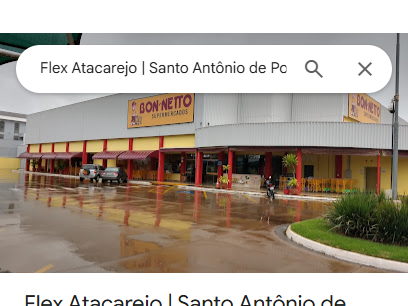 Flex Atacarejo | Santo Antônio de Po
BON NETTO
SUPERMERCADOS
BON NETTO
Flex Atacarejo | Santo Antônio de